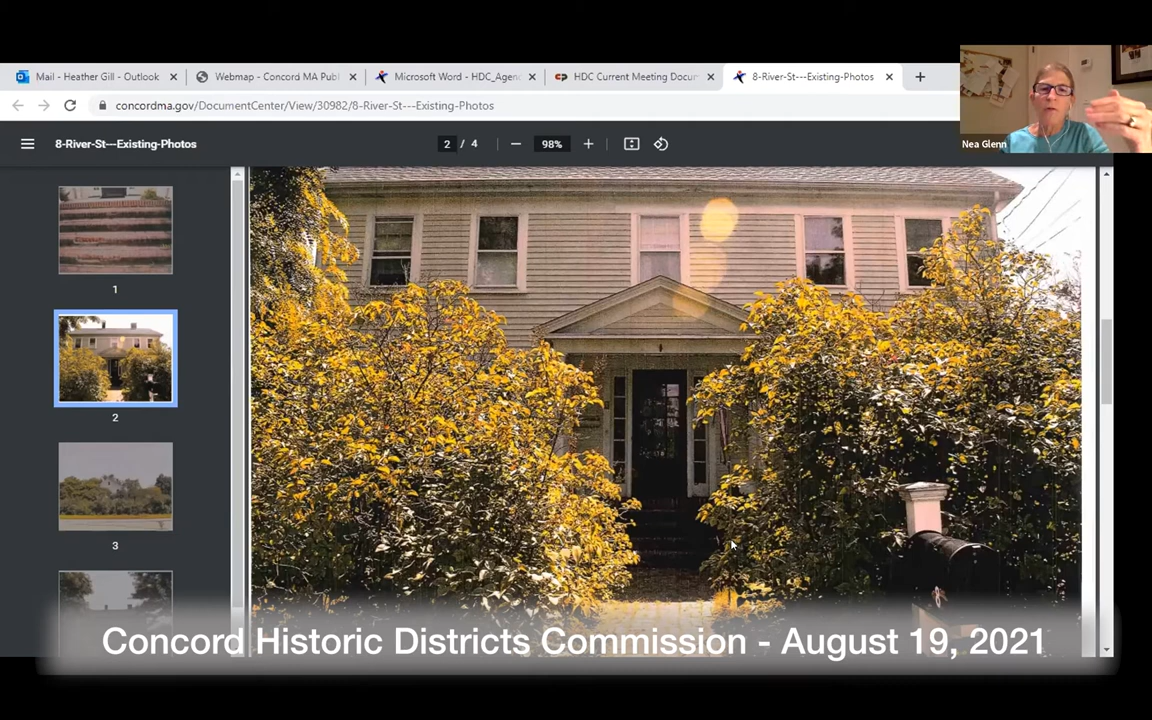 Mail - Heather Gill - Outlook
Webmap - Concord MA Publ
Microsoft Word - HDC_Agend
HDC Current Meeting Docum
8-River-St---Existing-Photos
concordma.gov/DocumentCenter/View/30982/8-River-St---Existing-Photos
8-River-St---Existing-Photos
2 / 4
98%
Nea Glenn
1
2
3
Concord Historic Districts Commission - August 19, 2021